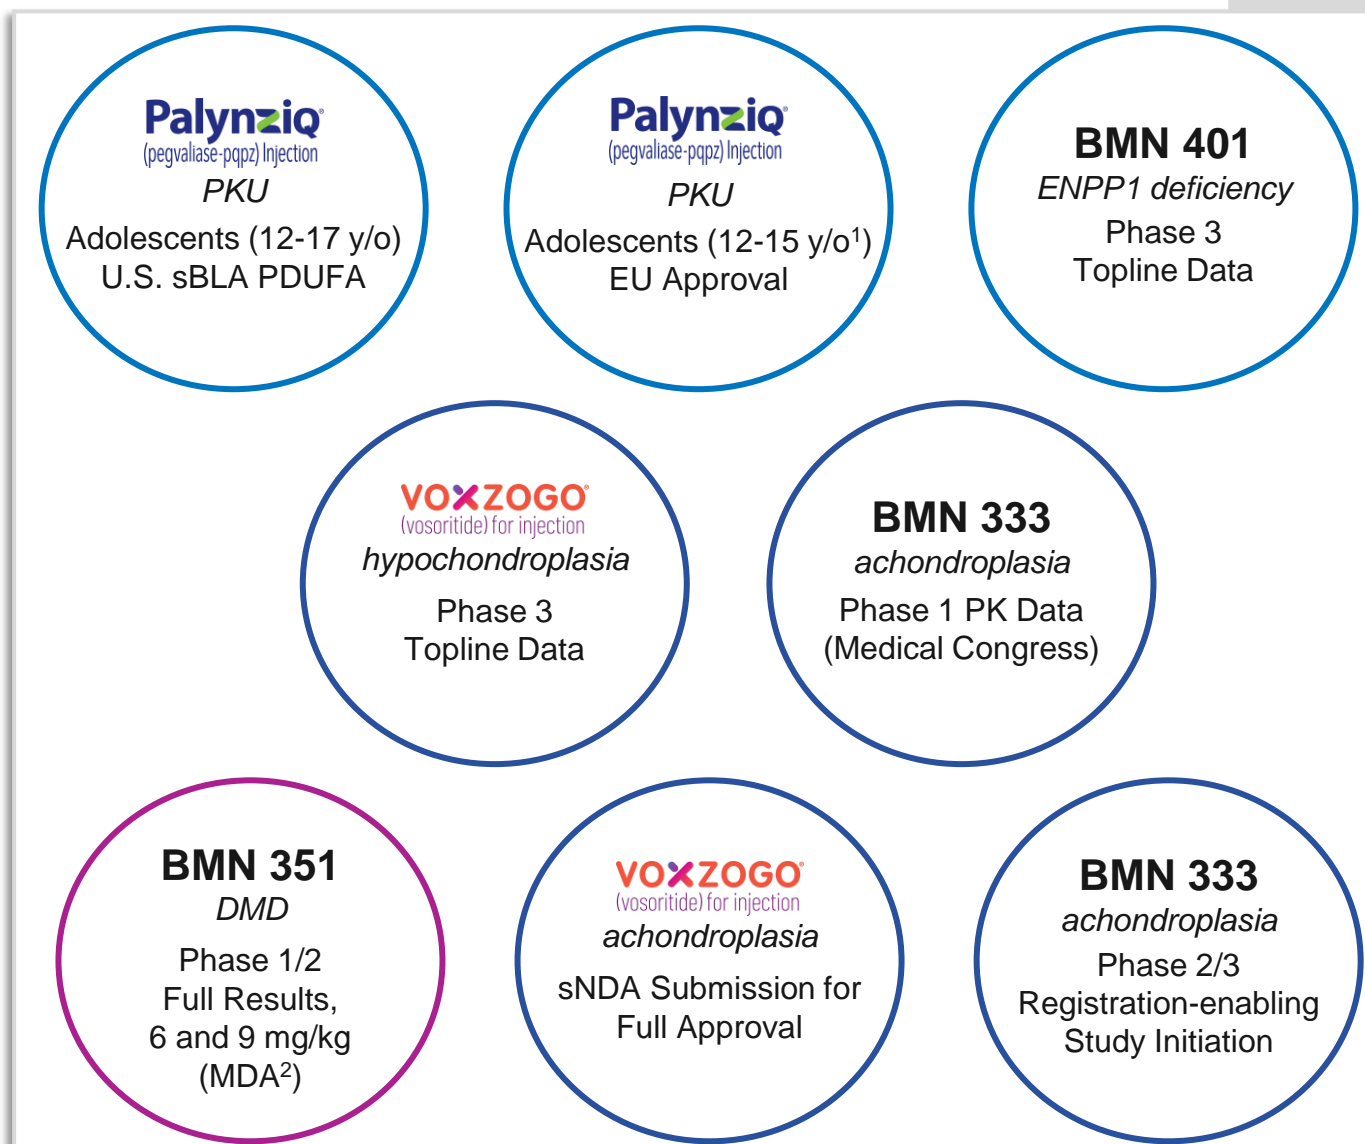 Palynziq®
(pegvaliase-pqpz) Injection
PKU
Adolescents (12-17 y/o)
U.S. sBLA PDUFA
Palynziq®
(pegvaliase-pqpz) Injection
PKU
Adolescents (12-15 y/o¹)
EU Approval
BMN 401
ENPP1 deficiency
Phase 3
Topline Data
VOXZOGO®
(vosoritide) for injection
hypochondroplasia
Phase 3
Topline Data
BMN 333
achondroplasia
Phase 1 PK Data
(Medical Congress)
BMN 351
DMD
Phase 1/2
Full Results,
6 and 9 mg/kg
(MDA²)
VOXZOGO®
(vosoritide) for injection
achondroplasia
sNDA Submission for
Full Approval
BMN 333
achondroplasia
Phase 2/3
Registration-enabling
Study Initiation